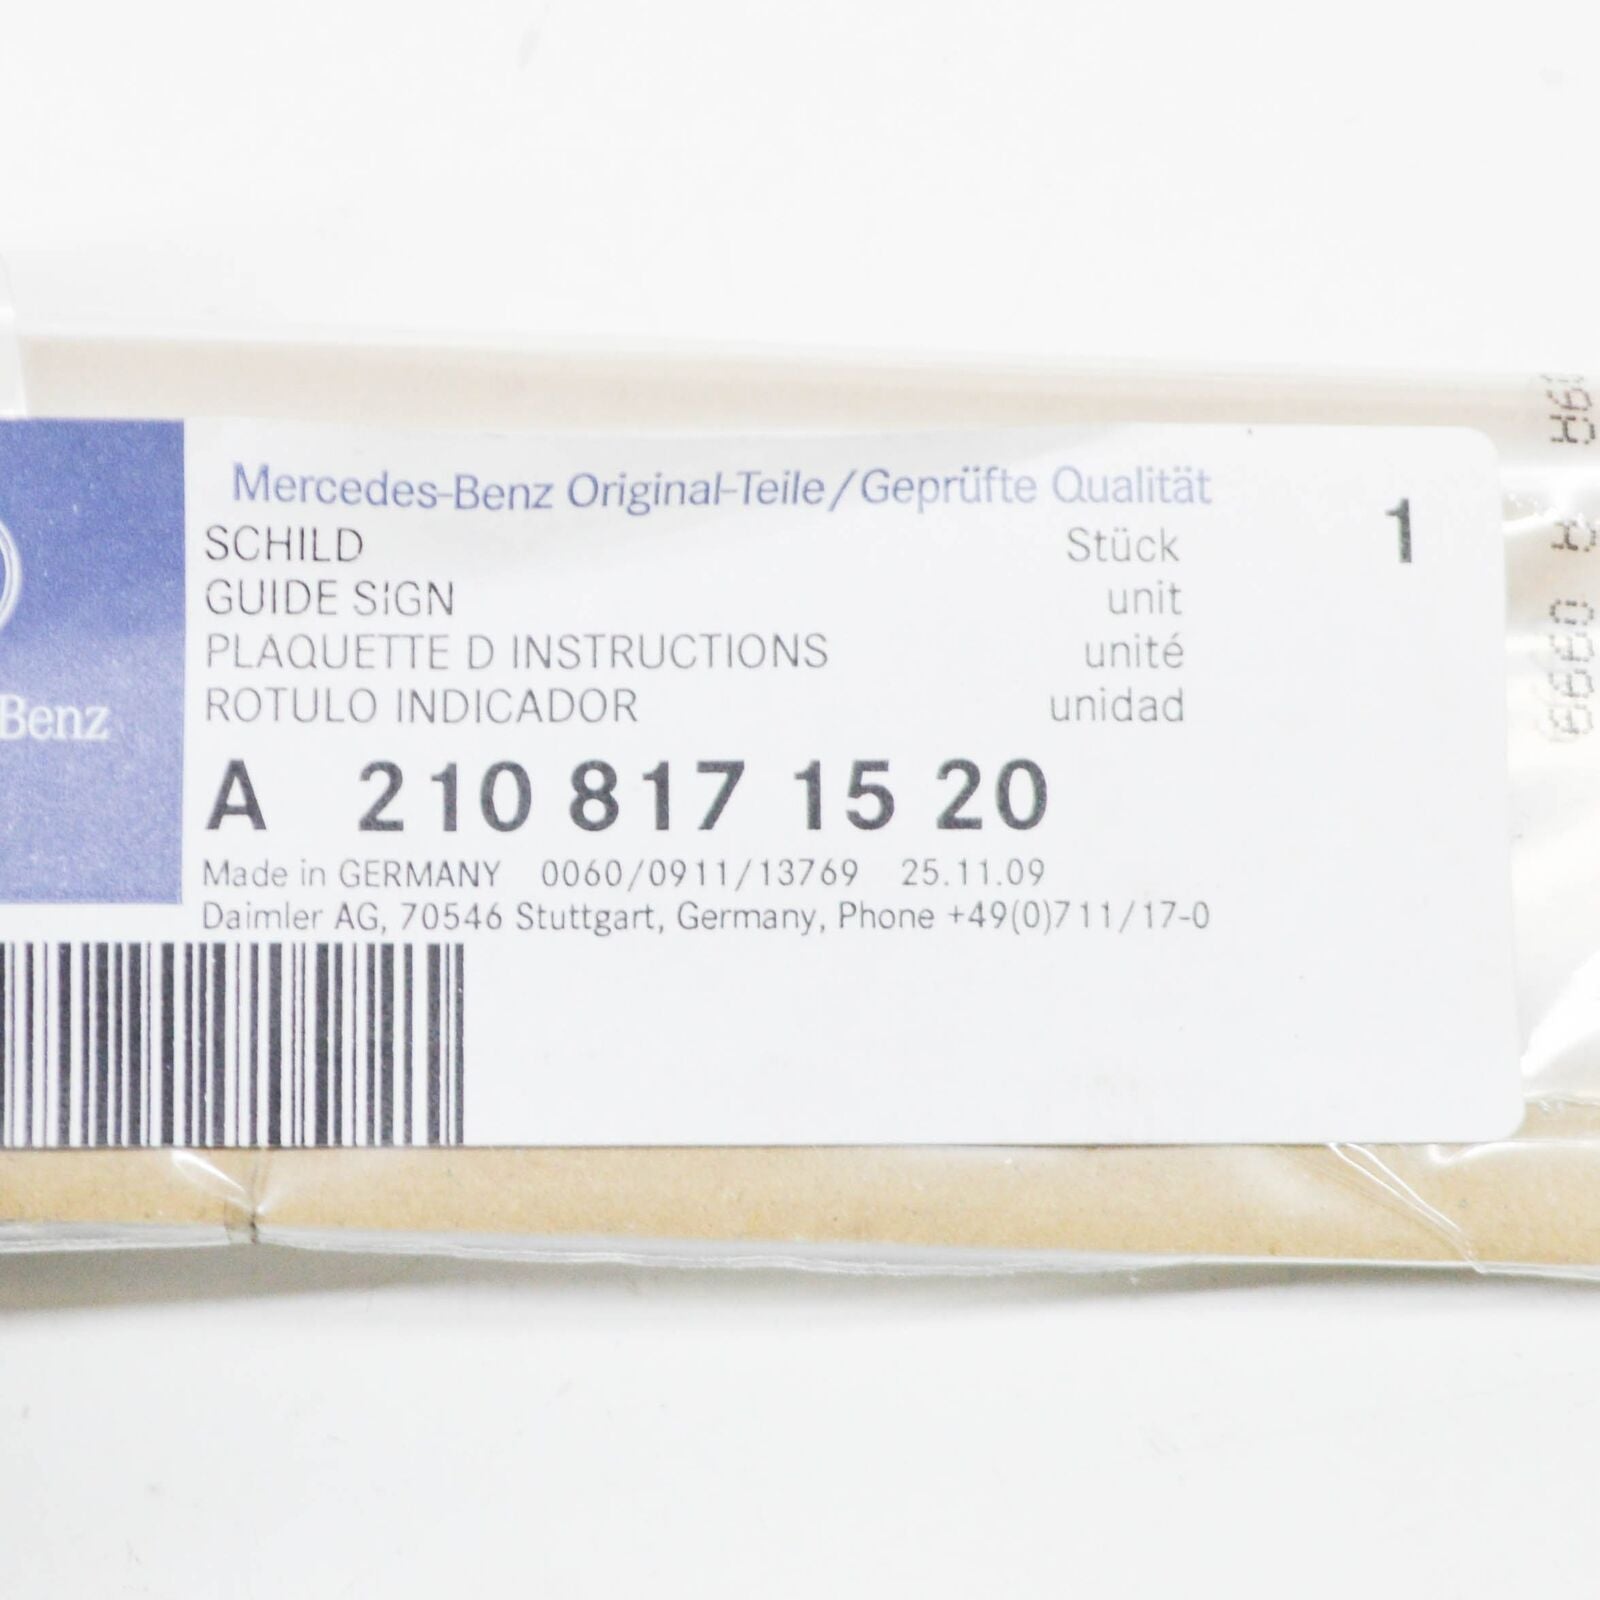 Mercedes-Benz Original-Teile/Geprüfte Qualität
SCHILD Stück 1
GUIDE SIGN unit
PLAQUETTE D INSTRUCTIONS unité
ROTULO INDICADOR unidad
Benz
A 210 817 15 20
Made in GERMANY 0060/0911/13769 25.11.09
Daimler AG, 70546 Stuttgart, Germany, Phone +49(0)711/17-0